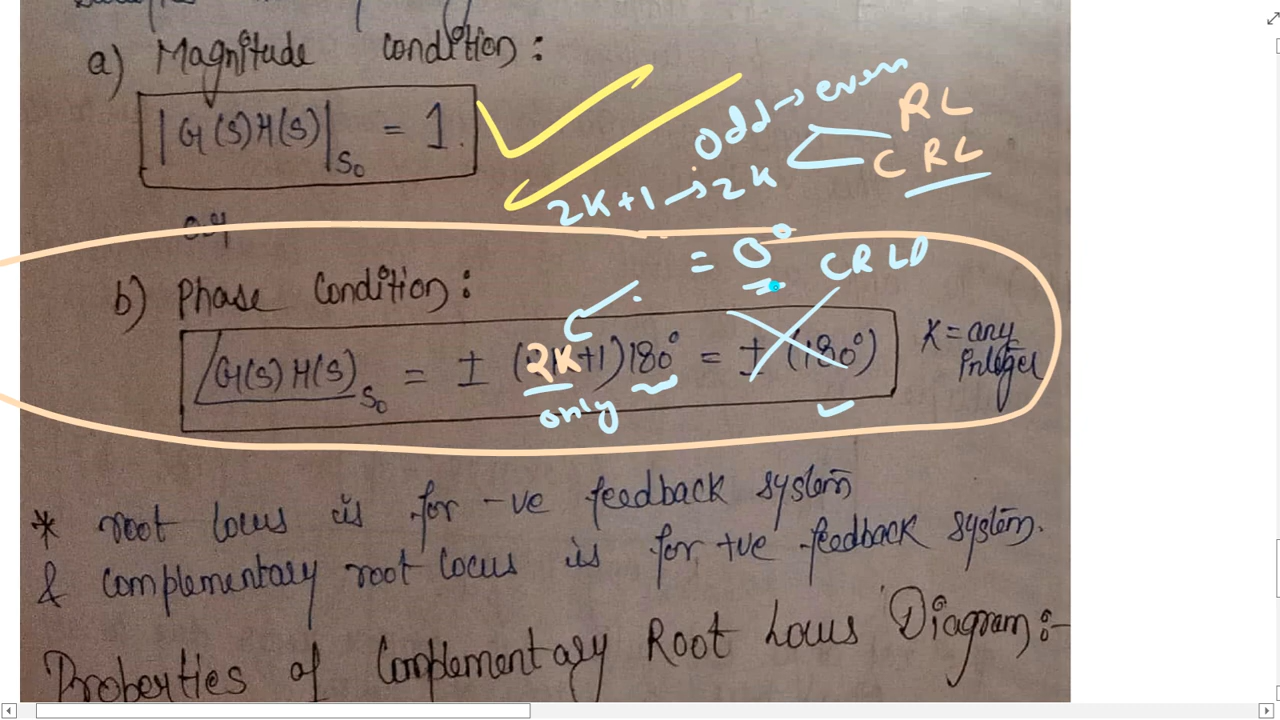 a) Magnitude condition:
|G(s)H(s)|s₀ = 1.
Odd → even
RL
CRL
2K+1 → 2K
= 0°
CRLD
b) Phase Condition:
/G(s)H(s) s₀ = ± (2K+1)180° = ± (180°)
K = any
Integer
only
* root locus is for -ve feedback system
& complementary root locus is for +ve feedback system.
Properties of Complementary Root Locus Diagram:-